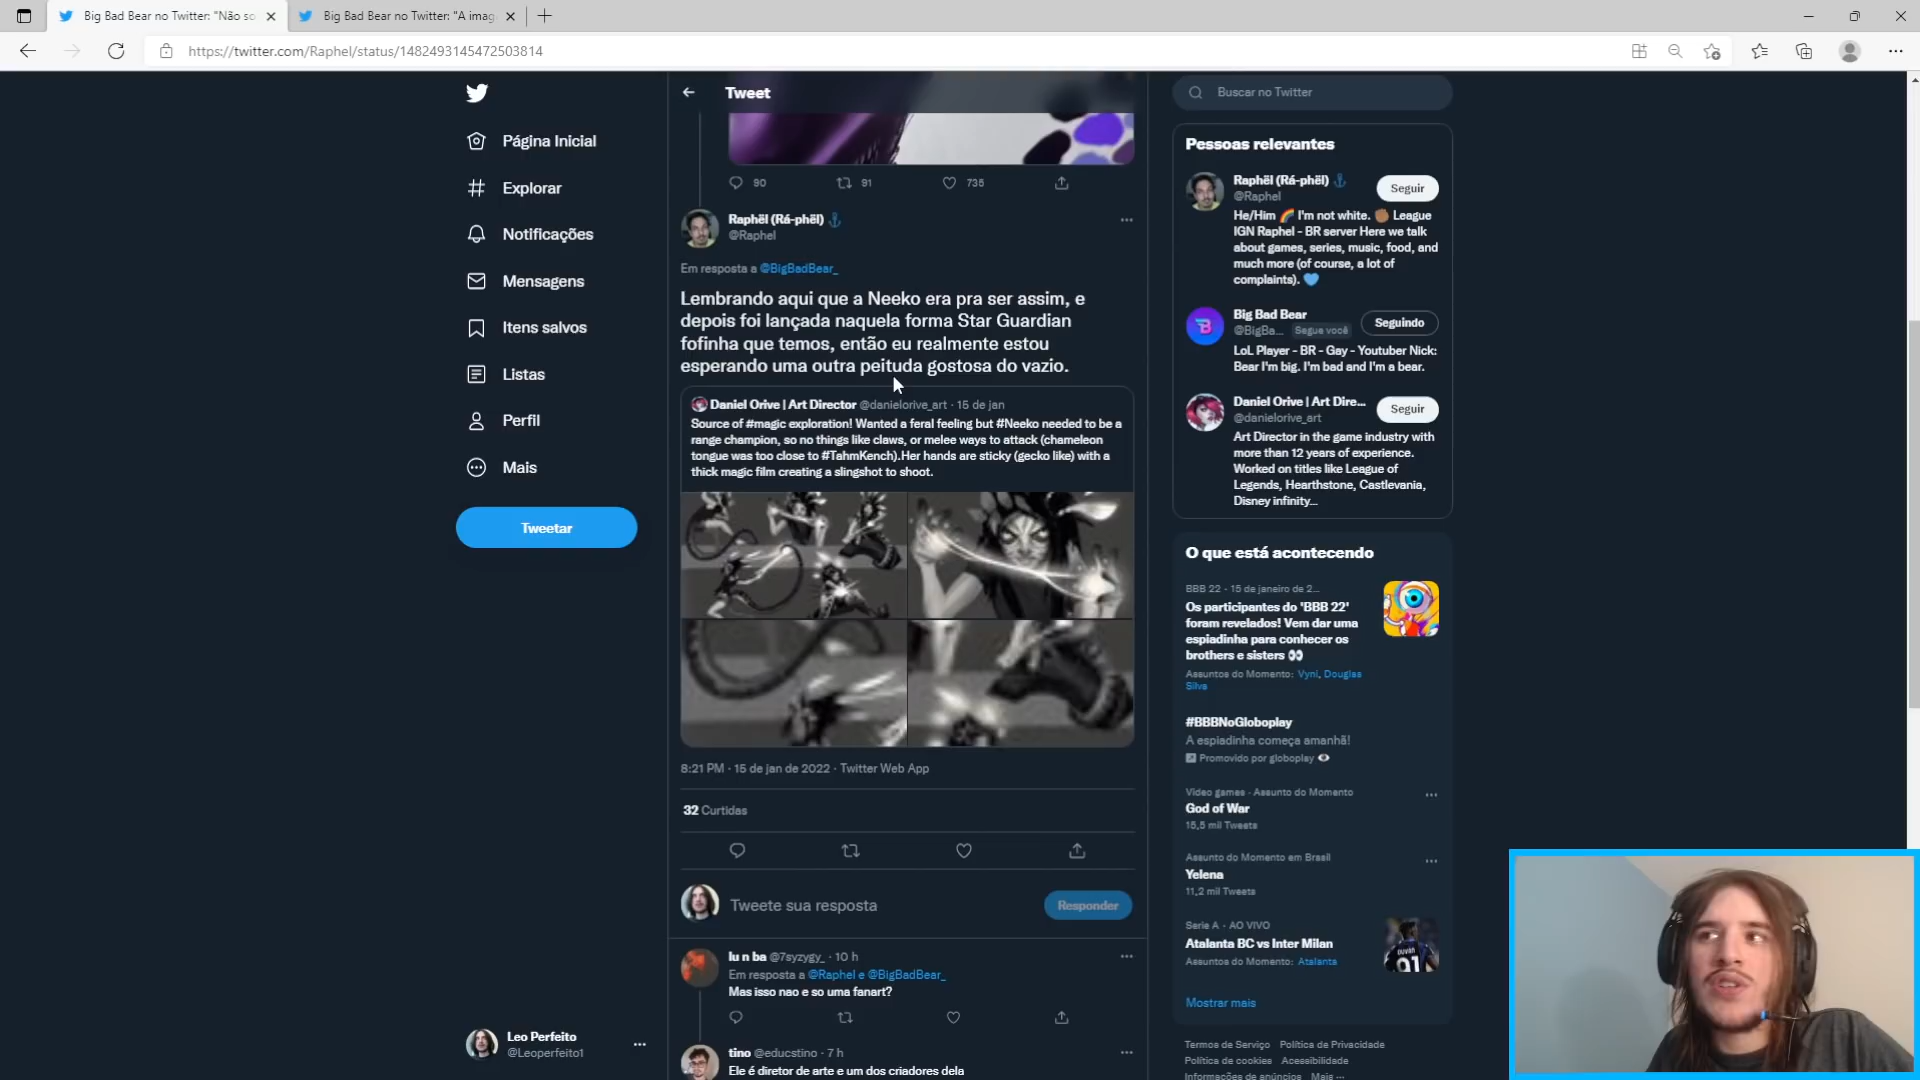 Big Bad Bear no Twitter: "Não so
Big Bad Bear no Twitter: "A imag
https://twitter.com/Raphel/status/1482493145472503814
Página Inicial
Explorar
Notificações
Mensagens
Itens salvos
Listas
Perfil
Mais
Tweetar
Leo Perfeito
@Leoperfeito1
Tweet
90
91
735
Raphël (Rá-phël)
@Raphel
Em resposta a @BigBadBear_
Lembrando aqui que a Neeko era pra ser assim, e
depois foi lançada naquela forma Star Guardian
fofinha que temos, então eu realmente estou
esperando uma outra peituda gostosa do vazio.
Daniel Orive | Art Director @danielorive_art · 15 de jan
Source of #magic exploration! Wanted a feral feeling but #Neeko needed to be a
range champion, so no things like claws, or melee ways to attack (chameleon
tongue was too close to #TahmKench).Her hands are sticky (gecko like) with a
thick magic film creating a slingshot to shoot.
8:21 PM · 15 de jan de 2022 · Twitter Web App
32 Curtidas
Tweete sua resposta
Responder
lu n ba @7syzygy_ · 10 h
Em resposta a @Raphel e @BigBadBear_
Mas isso nao e so uma fanart?
tino @educstino · 7 h
Ele é diretor de arte e um dos criadores dela
Buscar no Twitter
Pessoas relevantes
Raphël (Rá-phël)
@Raphel
Seguir
He/Him 🌈 I'm not white. ✊🏾 League
IGN Raphel - BR server Here we talk
about games, series, music, food, and
much more (of course, a lot of
complaints). 💙
Big Bad Bear
@BigBa... Segue você
Seguindo
LoL Player - BR - Gay - Youtuber Nick:
Bear I'm big. I'm bad and I'm a bear.
Daniel Orive | Art Dire...
@danielorive_art
Seguir
Art Director in the game industry with
more than 12 years of experience.
Worked on titles like League of
Legends, Hearthstone, Castlevania,
Disney infinity...
O que está acontecendo
BBB 22 · 15 de janeiro de 2...
Os participantes do 'BBB 22'
foram revelados! Vem dar uma
espiadinha para conhecer os
brothers e sisters 👀
Assuntos do Momento: Vyni, Douglas
Silva
#BBBNoGloboplay
A espiadinha começa amanhã!
Promovido por globoplay 👁
Video games · Assunto do Momento
God of War
15,5 mil Tweets
Assunto do Momento em Brasil
Yelena
11,2 mil Tweets
Serie A · AO VIVO
Atalanta BC vs Inter Milan
Assuntos do Momento: Atalanta
Mostrar mais
Termos de Serviço Política de Privacidade
Política de cookies Acessibilidade
Informações de anúncios Mais ···